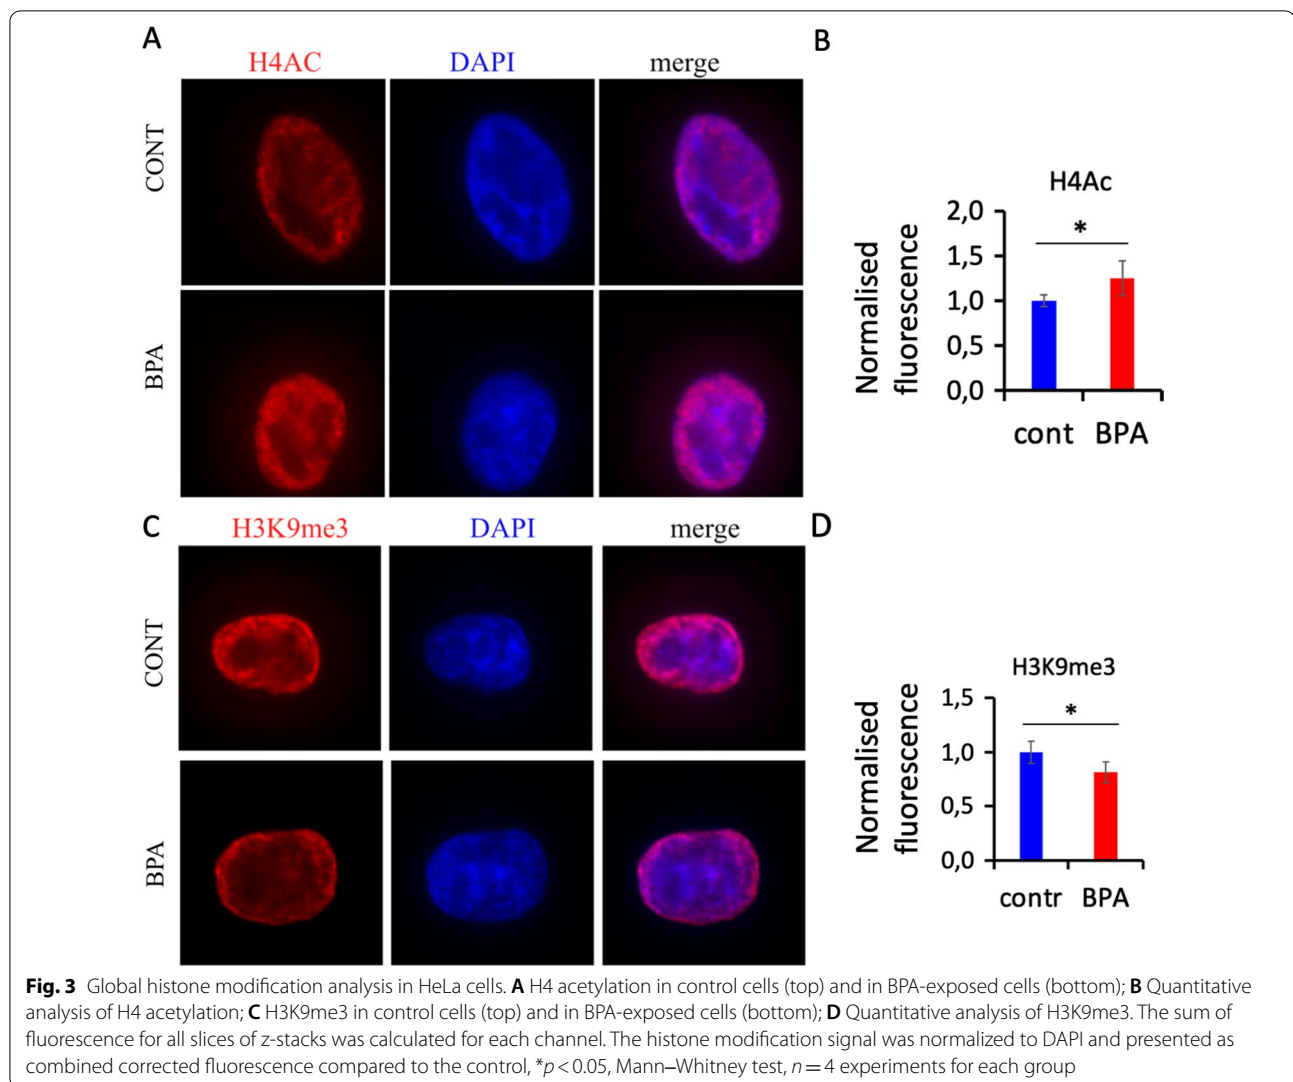 A
H4AC DAPI merge
CONT
BPA
B
H4Ac
Normalised
fluorescence
2,0
1,5
1,0
0,5
0,0
*
cont BPA
C
H3K9me3 DAPI merge
CONT
BPA
D
H3K9me3
Normalised
fluorescence
1,5
1,0
0,5
0,0
*
contr BPA
Fig. 3 Global histone modification analysis in HeLa cells. A H4 acetylation in control cells (top) and in BPA-exposed cells (bottom); B Quantitative
analysis of H4 acetylation; C H3K9me3 in control cells (top) and in BPA-exposed cells (bottom); D Quantitative analysis of H3K9me3. The sum of
fluorescence for all slices of z-stacks was calculated for each channel. The histone modification signal was normalized to DAPI and presented as
combined corrected fluorescence compared to the control, *p < 0.05, Mann–Whitney test, n = 4 experiments for each group